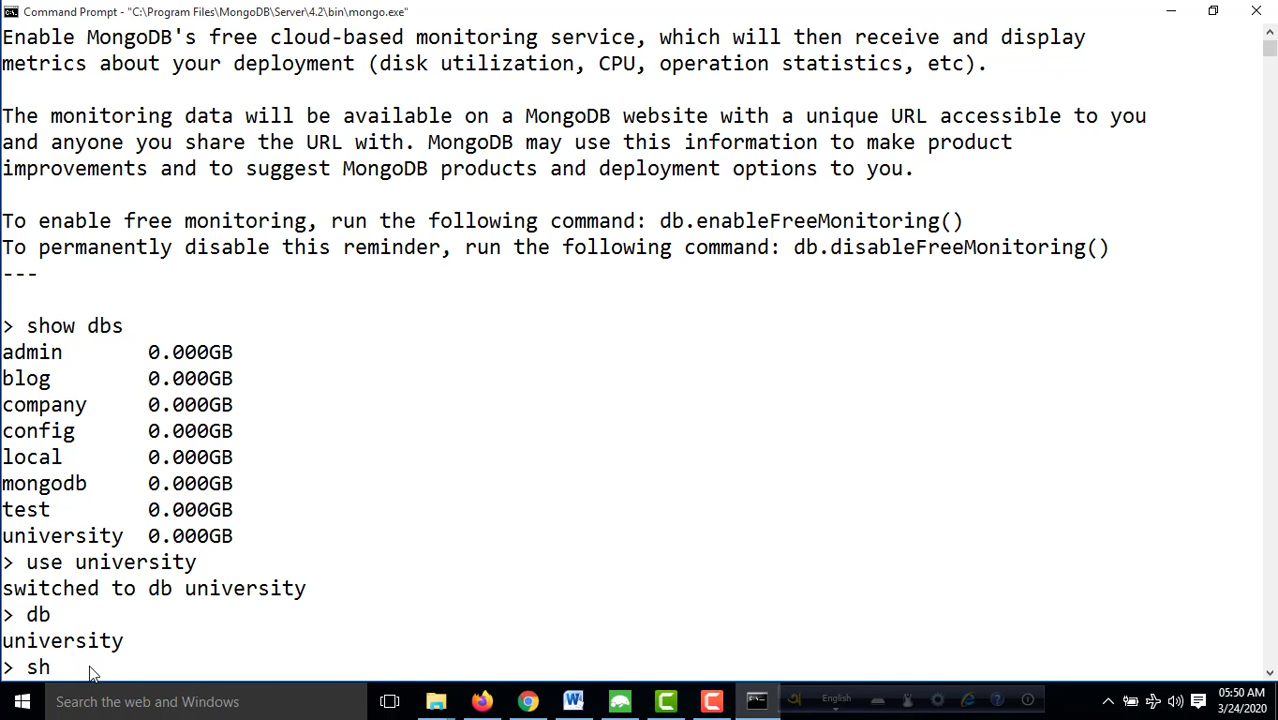 Command Prompt - "C:\Program Files\MongoDB\Server\4.2\bin\mongo.exe"
Enable MongoDB's free cloud-based monitoring service, which will then receive and display
metrics about your deployment (disk utilization, CPU, operation statistics, etc).
The monitoring data will be available on a MongoDB website with a unique URL accessible to you
and anyone you share the URL with. MongoDB may use this information to make product
improvements and to suggest MongoDB products and deployment options to you.
To enable free monitoring, run the following command: db.enableFreeMonitoring()
To permanently disable this reminder, run the following command: db.disableFreeMonitoring()
---
> show dbs
admin 0.000GB
blog 0.000GB
company 0.000GB
config 0.000GB
local 0.000GB
mongodb 0.000GB
test 0.000GB
university 0.000GB
> use university
switched to db university
> db
university
> sh
Search the web and Windows
English
05:50 AM
3/24/2020